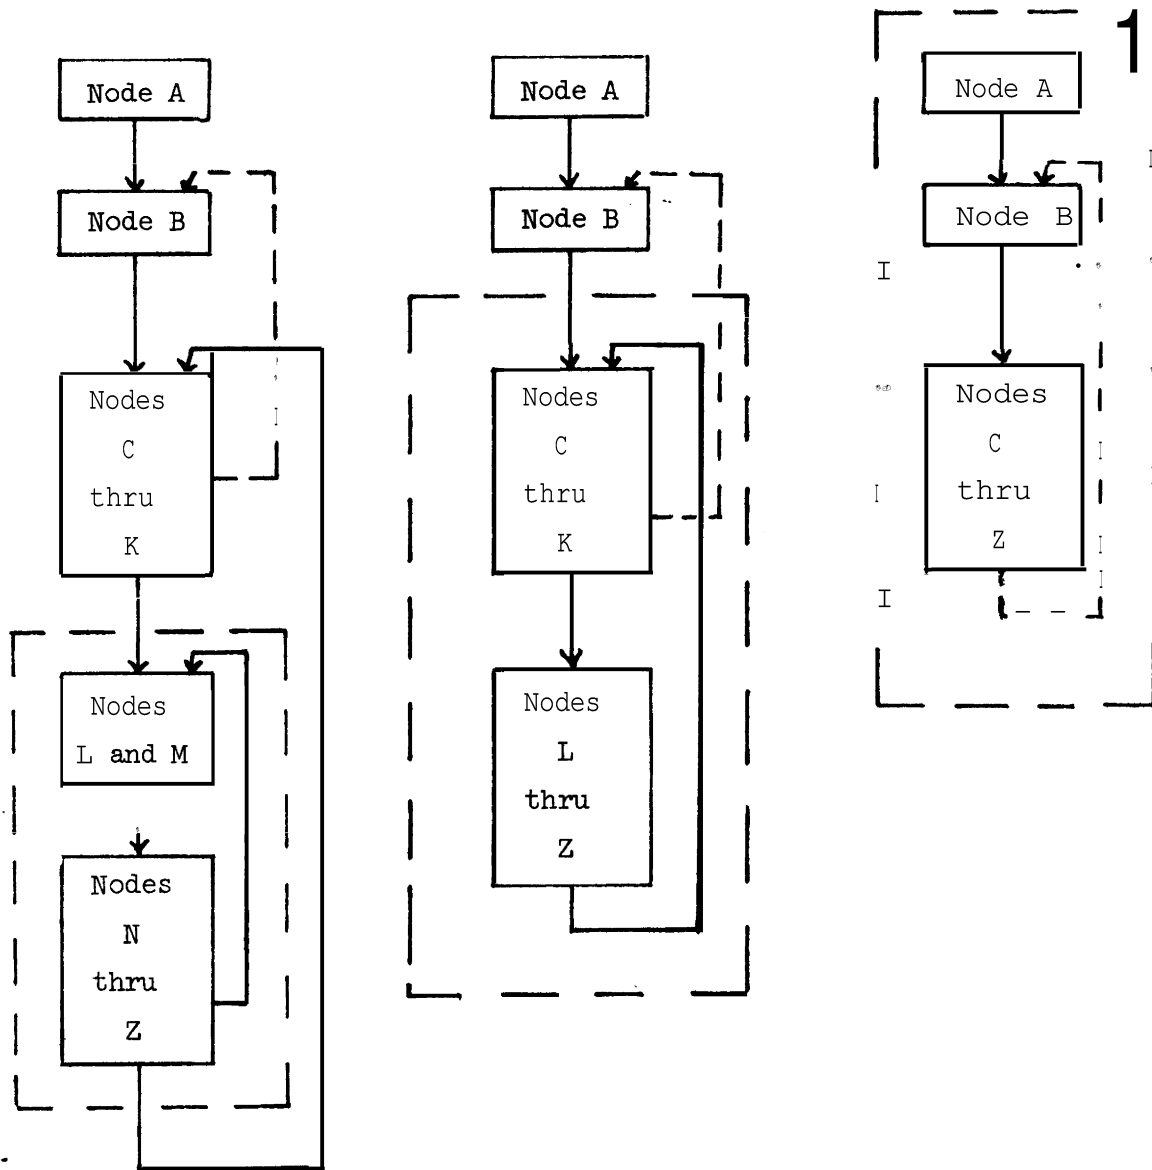 Node A
Node B
Nodes
C
thru
K
Nodes
L and M
Nodes
N
thru
Z
Node A
Node B
Nodes
C
thru
K
Nodes
L
thru
Z
1
Node A
Node B
Nodes
C
thru
Z